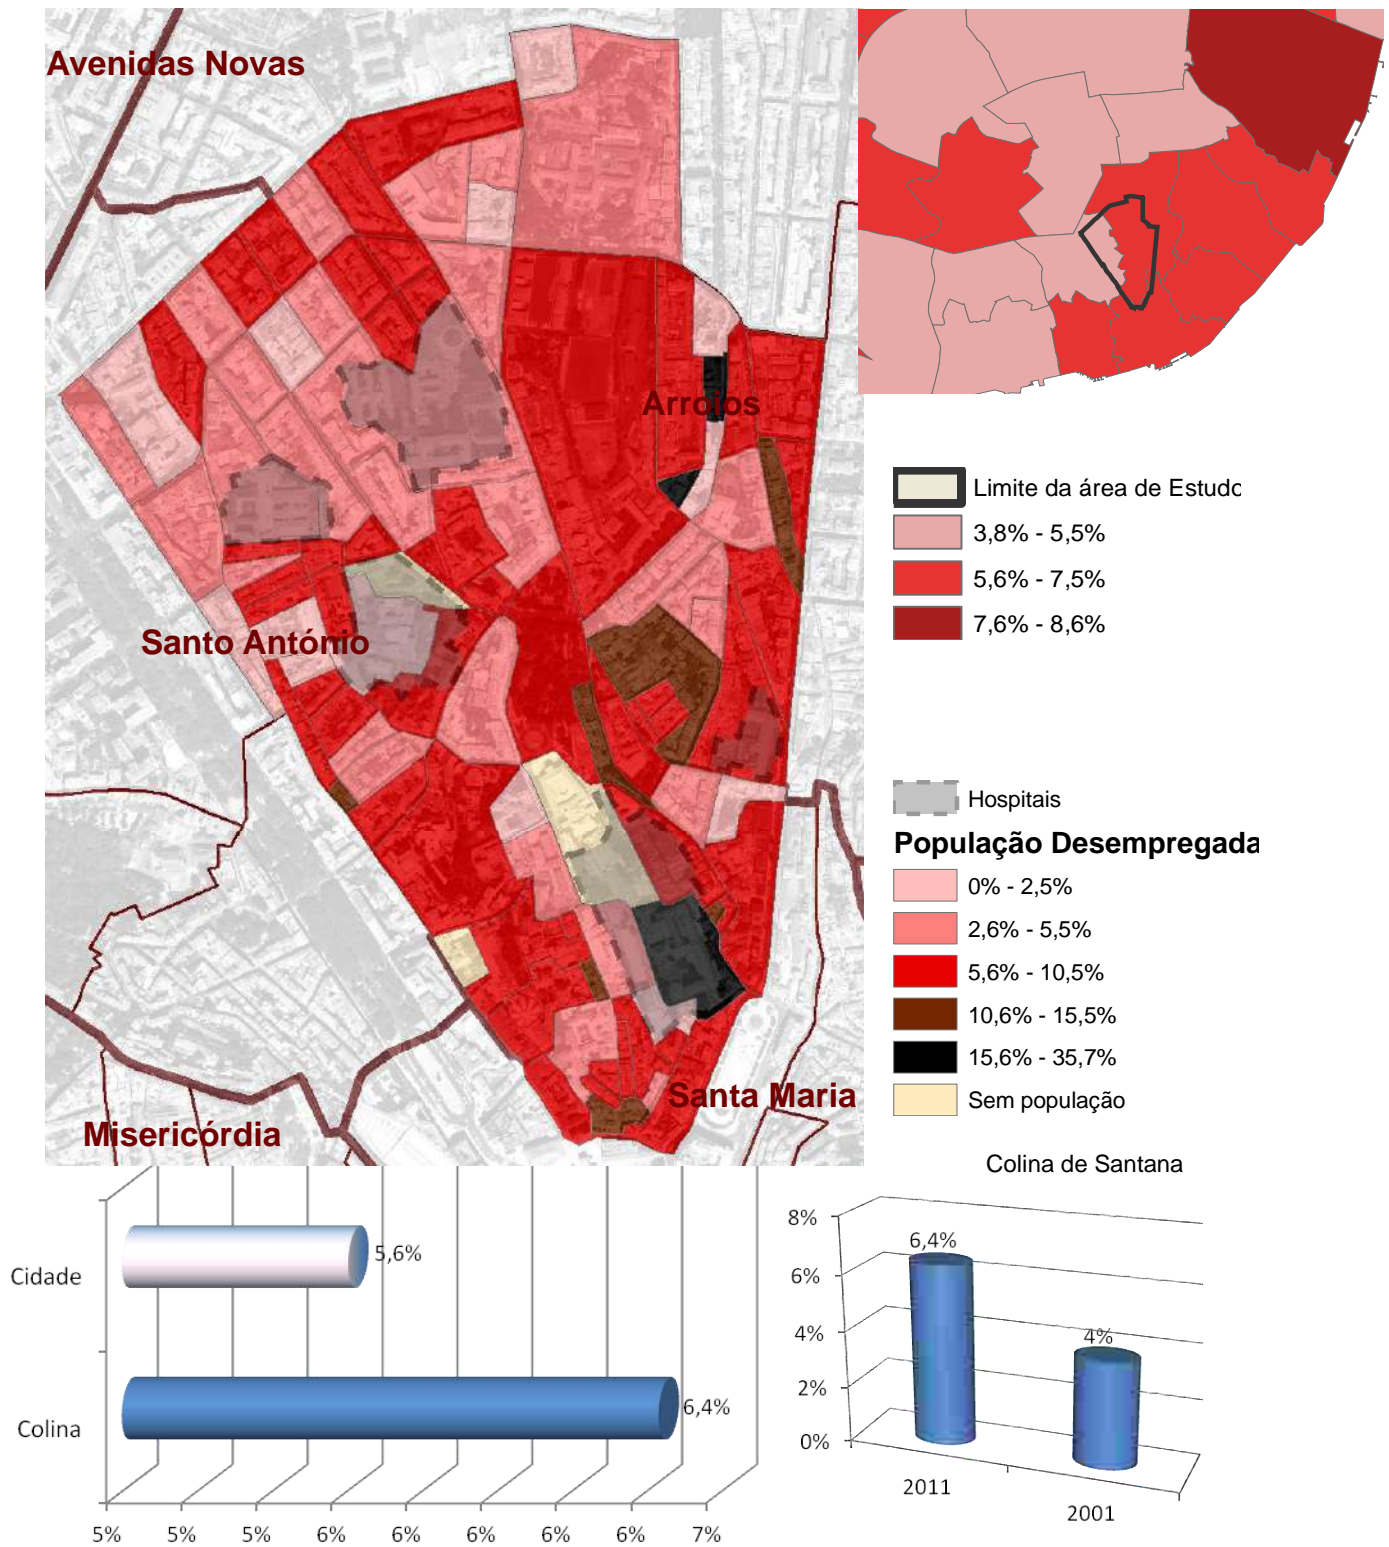 Avenidas Novas
Arroios
Santo António
Santa Maria
Misericórdia
Limite da área de Estudo
3,8% - 5,5%
5,6% - 7,5%
7,6% - 8,6%
Hospitais
População Desempregada
0% - 2,5%
2,6% - 5,5%
5,6% - 10,5%
10,6% - 15,5%
15,6% - 35,7%
Sem população
Cidade
5,6%
Colina
6,4%
5% 5% 5% 6% 6% 6% 6% 6% 7%
Colina de Santana
8%
6%
4%
2%
0%
6,4%
4%
2011
2001